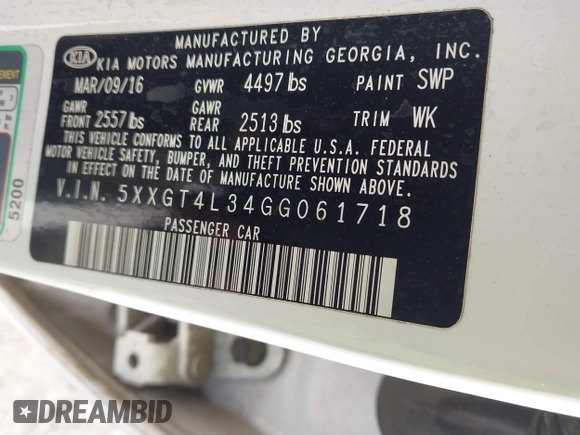 MANUFACTURED BY
KIA KIA MOTORS MANUFACTURING GEORGIA, INC.
MAR/09/16 GVWR 4497 lbs PAINT SWP
GAWR GAWR
FRONT 2557 lbs REAR 2513 lbs TRIM WK
THIS VEHICLE CONFORMS TO ALL APPLICABLE U.S.A. FEDERAL
MOTOR VEHICLE SAFETY, BUMPER, AND THEFT PREVENTION STANDARDS
IN EFFECT ON THE DATE OF MANUFACTURE SHOWN ABOVE.
V.I.N. 5XXGT4L34GG061718
PASSENGER CAR
5200
DREAMBID